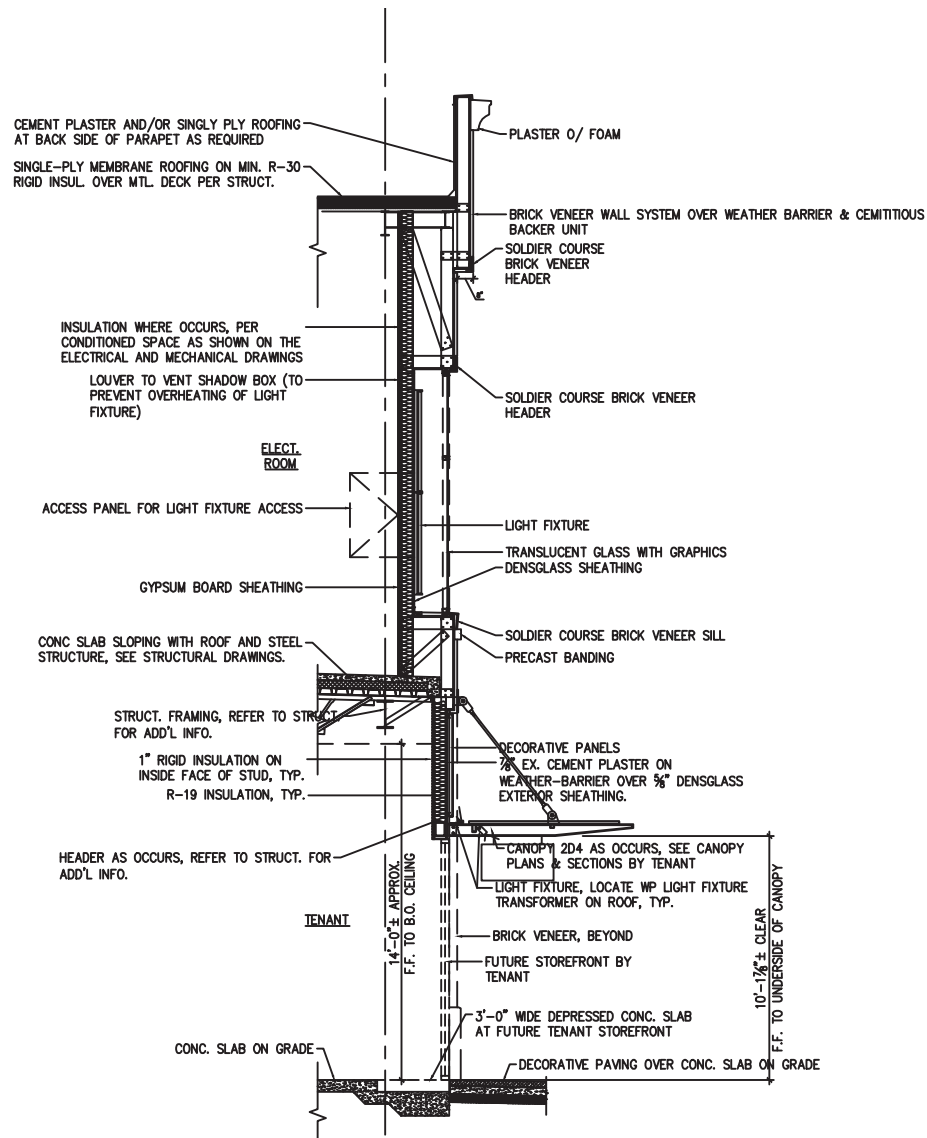 CEMENT PLASTER AND/OR SINGLY PLY ROOFING
AT BACK SIDE OF PARAPET AS REQUIRED
SINGLE-PLY MEMBRANE ROOFING ON MIN. R-30
RIGID INSUL. OVER MTL. DECK PER STRUCT.
PLASTER O/ FOAM
BRICK VENEER WALL SYSTEM OVER WEATHER BARRIER & CEMITITIOUS
BACKER UNIT
SOLDIER COURSE
BRICK VENEER
HEADER
8"
INSULATION WHERE OCCURS, PER
CONDITIONED SPACE AS SHOWN ON THE
ELECTRICAL AND MECHANICAL DRAWINGS
LOUVER TO VENT SHADOW BOX (TO
PREVENT OVERHEATING OF LIGHT
FIXTURE)
SOLDIER COURSE BRICK VENEER
HEADER
ELECT.
ROOM
ACCESS PANEL FOR LIGHT FIXTURE ACCESS
LIGHT FIXTURE
TRANSLUCENT GLASS WITH GRAPHICS
DENSGLASS SHEATHING
GYPSUM BOARD SHEATHING
CONC SLAB SLOPING WITH ROOF AND STEEL
STRUCTURE, SEE STRUCTURAL DRAWINGS.
SOLDIER COURSE BRICK VENEER SILL
PRECAST BANDING
STRUCT. FRAMING, REFER TO STRUCT.
FOR ADD'L INFO.
1" RIGID INSULATION ON
INSIDE FACE OF STUD, TYP.
R-19 INSULATION, TYP.
DECORATIVE PANELS
7/8" EX. CEMENT PLASTER ON
WEATHER-BARRIER OVER 5/8" DENSGLASS
EXTERIOR SHEATHING.
HEADER AS OCCURS, REFER TO STRUCT. FOR
ADD'L INFO.
CANOPY 2D4 AS OCCURS, SEE CANOPY
PLANS & SECTIONS BY TENANT
LIGHT FIXTURE, LOCATE WP LIGHT FIXTURE
TRANSFORMER ON ROOF, TYP.
TENANT
14'-0"± APPROX.
F.F. TO B.O. CEILING
BRICK VENEER, BEYOND
FUTURE STOREFRONT BY
TENANT
10'-1⅞"± CLEAR
F.F. TO UNDERSIDE OF CANOPY
3'-0" WIDE DEPRESSED CONC. SLAB
AT FUTURE TENANT STOREFRONT
CONC. SLAB ON GRADE
DECORATIVE PAVING OVER CONC. SLAB ON GRADE